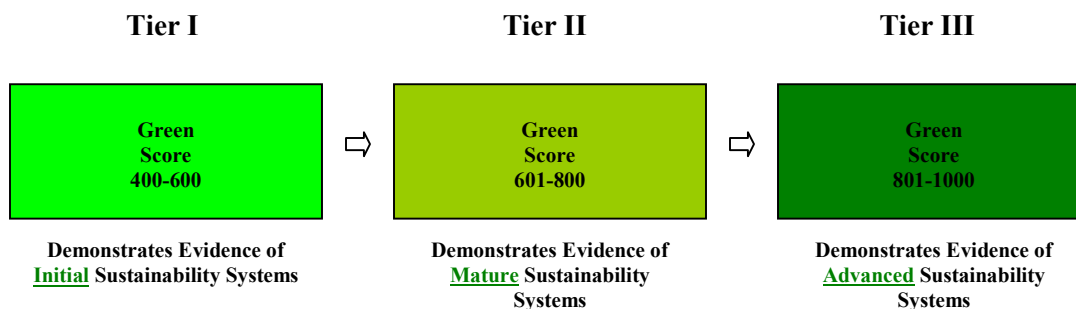 Tier I
Tier II
Tier III
Green
Score
400-600
Green
Score
601-800
Green
Score
801-1000
Demonstrates Evidence of
Initial Sustainability Systems
Demonstrates Evidence of
Mature Sustainability
Systems
Demonstrates Evidence of
Advanced Sustainability
Systems